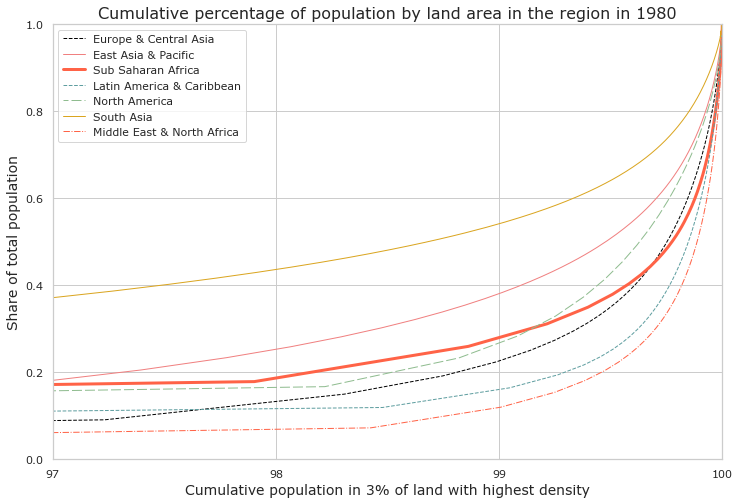 Cumulative percentage of population by land area in the region in 1980
1.0
Europe & Central Asia
East Asia & Pacific
Sub Saharan Africa
Latin America & Caribbean
North America
South Asia
Middle East & North Africa
0.8
0.6
0.4
0.2
0.0
Share of total population
97
98
99
100
Cumulative population in 3% of land with highest density